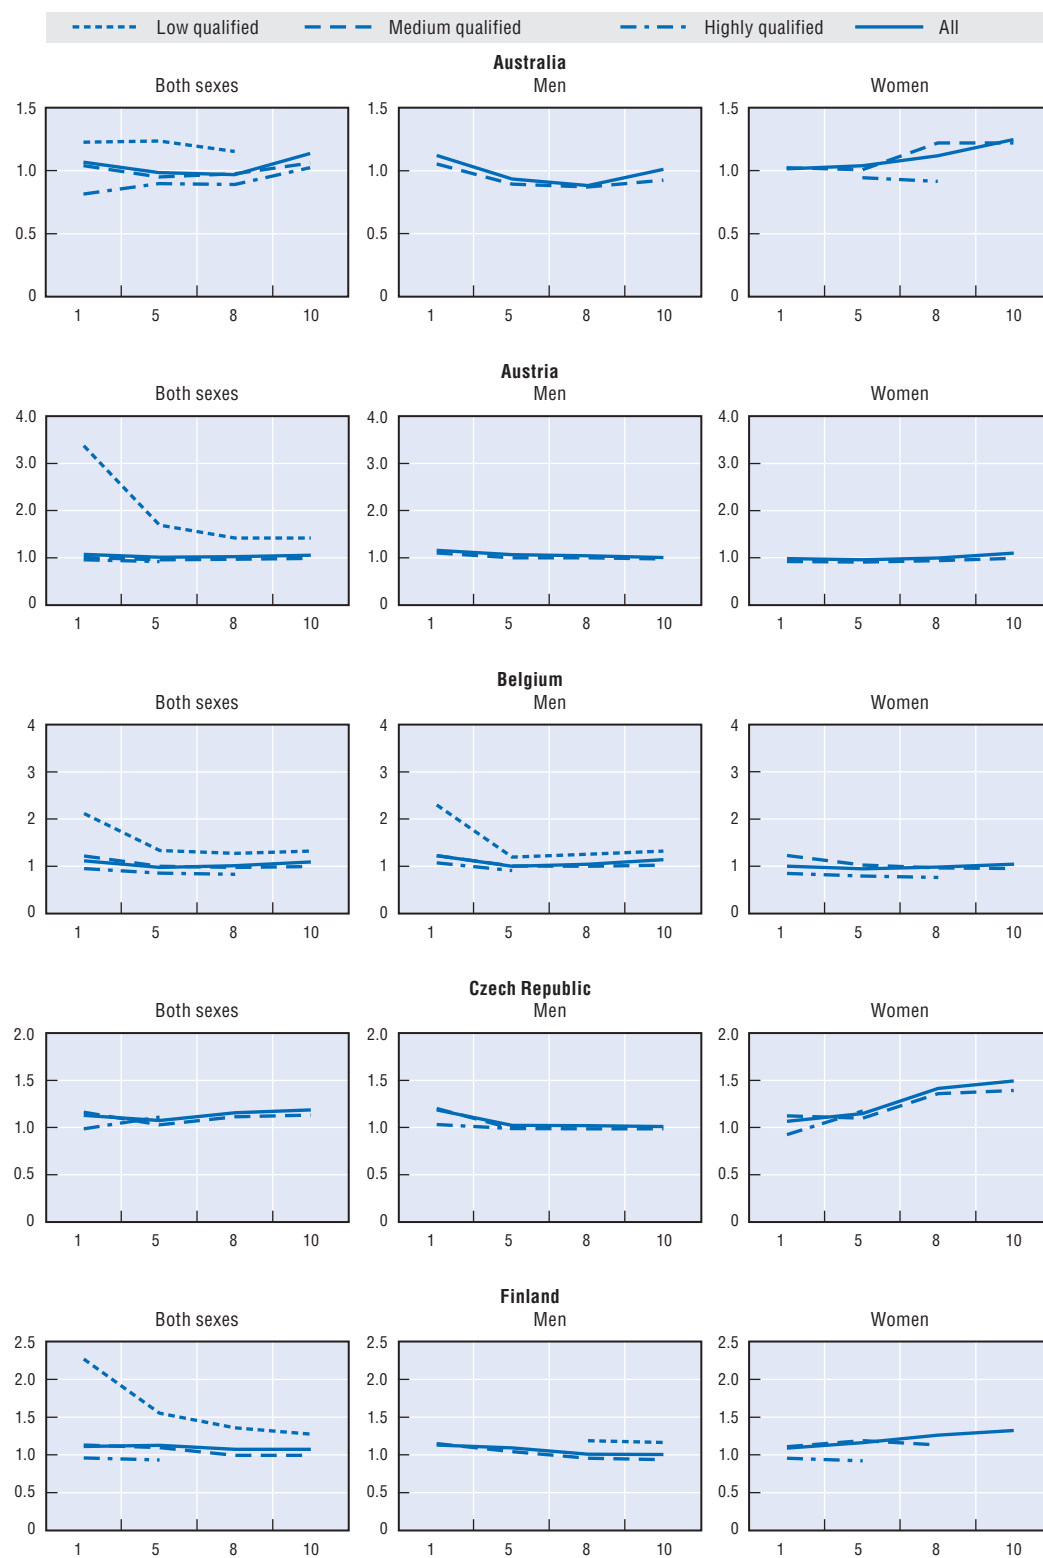 Low qualified Medium qualified Highly qualified All
Australia
Both sexes Men Women
1.5 1.5 1.5
1.0 1.0 1.0
0.5 0.5 0.5
0 0 0
1 5 8 10 1 5 8 10 1 5 8 10
Austria
Both sexes Men Women
4.0 4.0 4.0
3.0 3.0 3.0
2.0 2.0 2.0
1.0 1.0 1.0
0 0 0
1 5 8 10 1 5 8 10 1 5 8 10
Belgium
Both sexes Men Women
4 4 4
3 3 3
2 2 2
1 1 1
0 0 0
1 5 8 10 1 5 8 10 1 5 8 10
Czech Republic
Both sexes Men Women
2.0 2.0 2.0
1.5 1.5 1.5
1.0 1.0 1.0
0.5 0.5 0.5
0 0 0
1 5 8 10 1 5 8 10 1 5 8 10
Finland
Both sexes Men Women
2.5 2.5 2.5
2.0 2.0 2.0
1.5 1.5 1.5
1.0 1.0 1.0
0.5 0.5 0.5
0 0 0
1 5 8 10 1 5 8 10 1 5 8 10